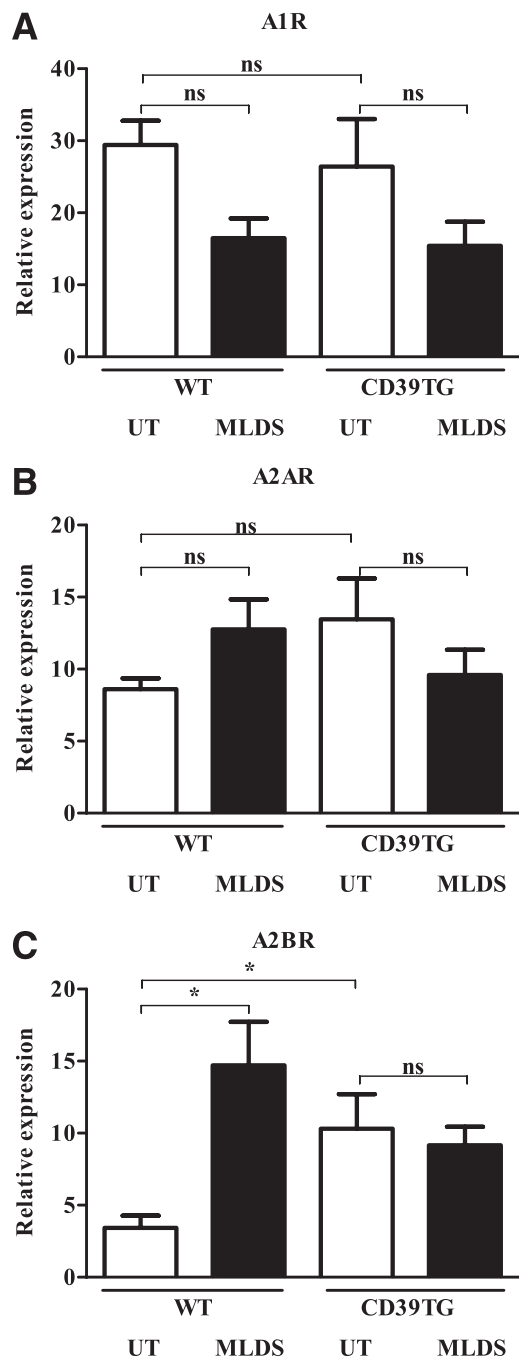 A
A1R
40
30
20
10
0
Relative expression
ns
ns
ns
WT
CD39TG
UT MLDS UT MLDS
B
A2AR
20
15
10
5
0
Relative expression
ns
ns
ns
WT
CD39TG
UT MLDS UT MLDS
C
A2BR
20
15
10
5
0
Relative expression
*
*
ns
WT
CD39TG
UT MLDS UT MLDS